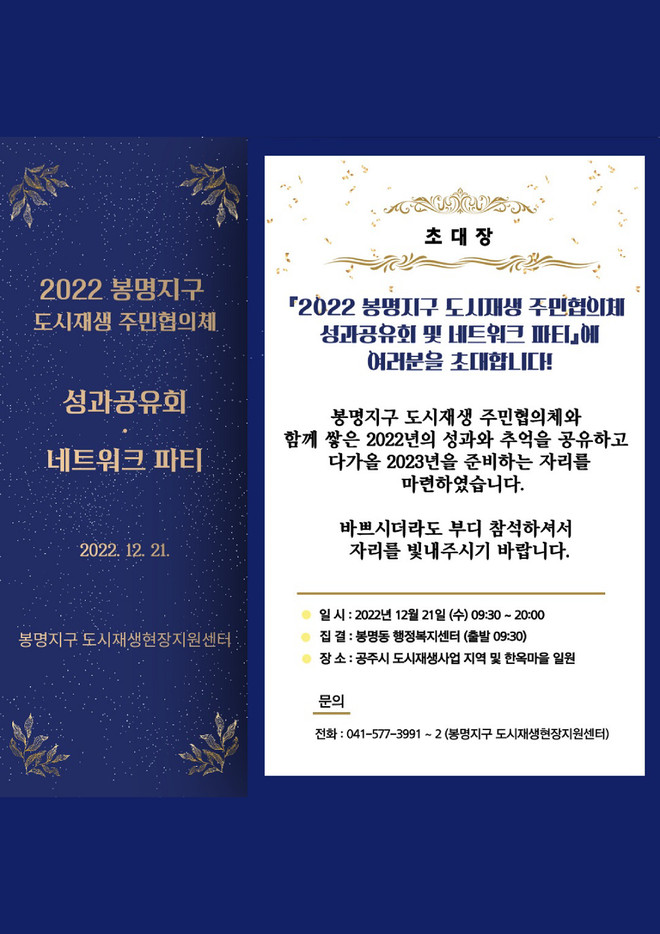 2022 봉명지구
도시재생 주민협의체
성과공유회
·
네트워크 파티
2022. 12. 21.
봉명지구 도시재생현장지원센터
초 대 장
『2022 봉명지구 도시재생 주민협의체
성과공유회 및 네트워크 파티』에
여러분을 초대합니다!
봉명지구 도시재생 주민협의체와
함께 쌓은 2022년의 성과와 추억을 공유하고
다가올 2023년을 준비하는 자리를
마련하였습니다.
바쁘시더라도 부디 참석하셔서
자리를 빛내주시기 바랍니다.
일 시 : 2022년 12월 21일 (수) 09:30 ~ 20:00
집 결 : 봉명동 행정복지센터 (출발 09:30)
장 소 : 공주시 도시재생사업 지역 및 한옥마을 일원
문의
전화 : 041-577-3991 ~ 2 (봉명지구 도시재생현장지원센터)